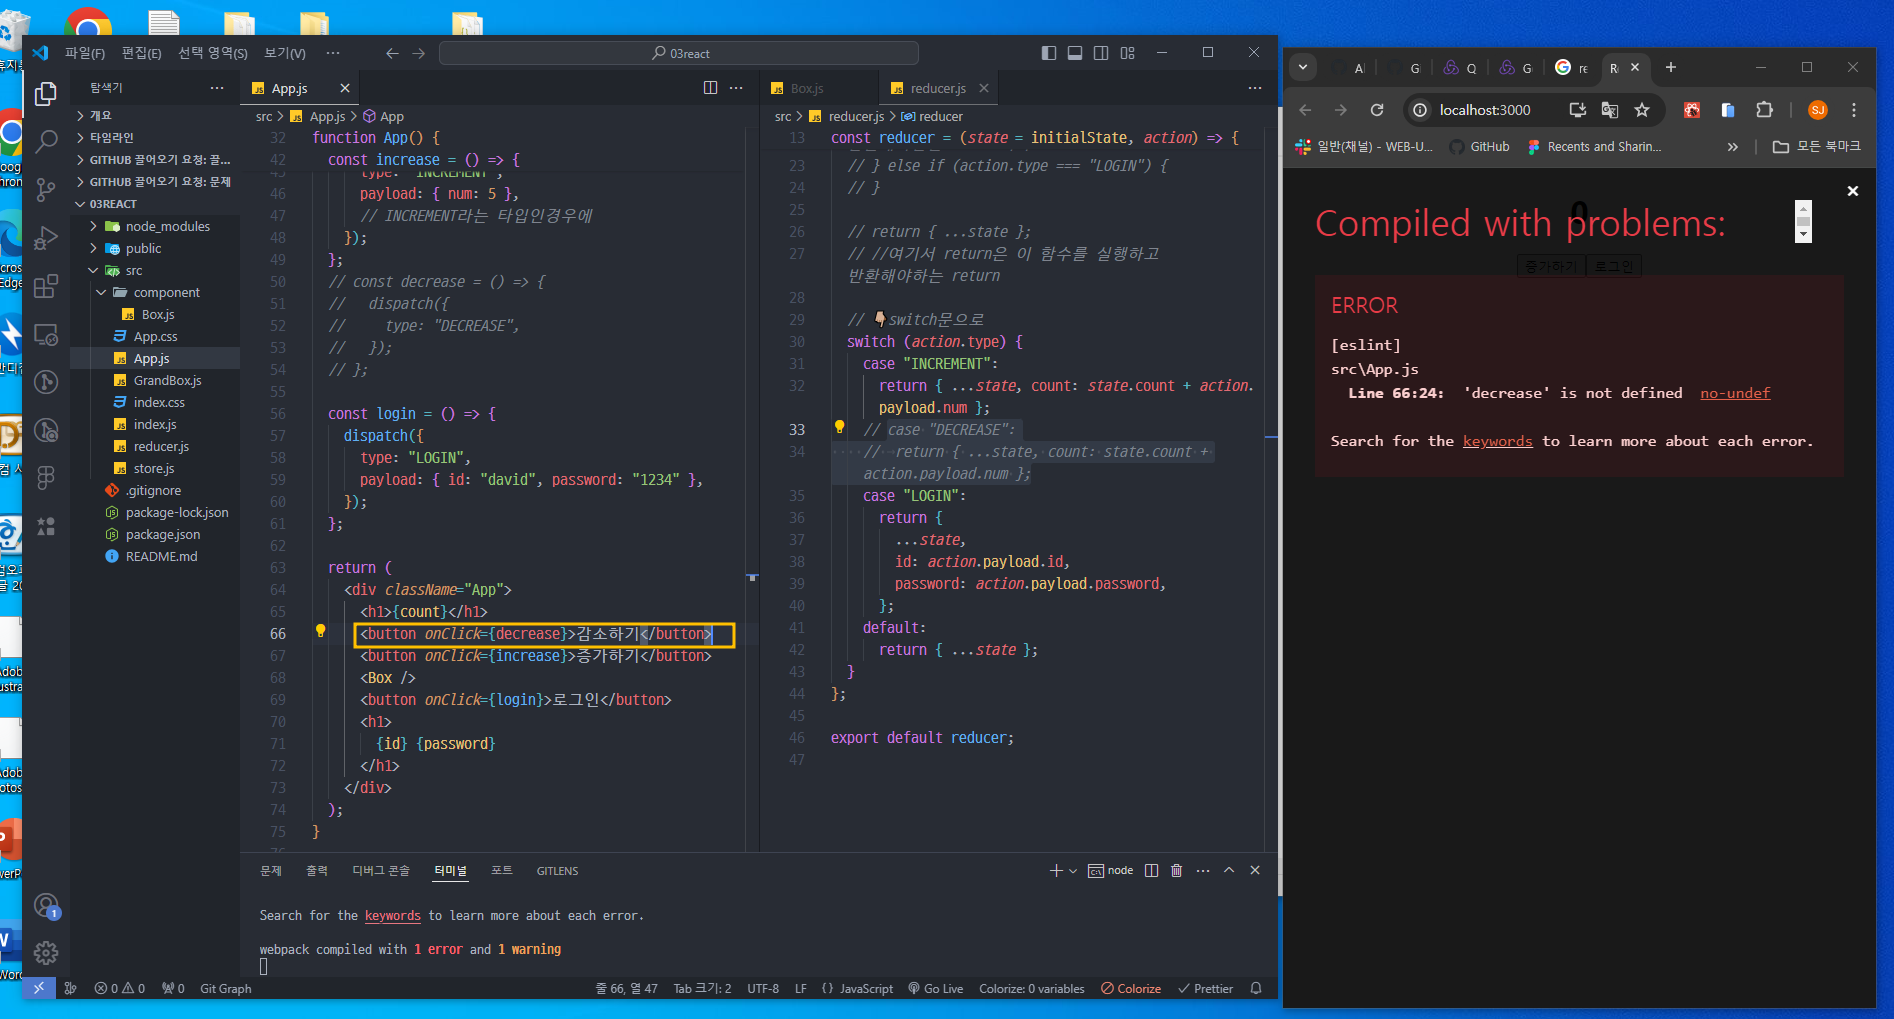 파일(F) 편집(E) 선택 영역(S) 보기(V) ···
03react
탐색기
개요
타임라인
GITHUB 끌어오기 요청: 끌...
GITHUB 끌어오기 요청: 문제
03REACT
node_modules
public
src
component
Box.js
App.css
App.js
GrandBox.js
index.css
index.js
reducer.js
store.js
.gitignore
package-lock.json
package.json
README.md
App.js
src > App.js > App
32 function App() {
42 const increase = () => {
45 type: "INCREMENT",
46 payload: { num: 5 },
47 // INCREMENT라는 타입인경우에
48 });
49 };
50 // const decrease = () => {
51 //   dispatch({
52 //     type: "DECREASE",
53 //   });
54 // };
55
56 const login = () => {
57 dispatch({
58 type: "LOGIN",
59 payload: { id: "david", password: "1234" },
60 });
61 };
62
63 return (
64 <div className="App">
65 <h1>{count}</h1>
66 <button onClick={decrease}>감소하기</button>
67 <button onClick={increase}>증가하기</button>
68 <Box />
69 <button onClick={login}>로그인</button>
70 <h1>
71 {id} {password}
72 </h1>
73 </div>
74 );
75 }
Box.js
reducer.js
src > reducer.js > reducer
13 const reducer = (state = initialState, action) => {
23 // } else if (action.type === "LOGIN") {
24 // }
25
26 // return { ...state };
27 // //여기서 return은 이 함수를 실행하고
반환해야하는 return
28
29 // 👇switch문으로
30 switch (action.type) {
31 case "INCREMENT":
32 return { ...state, count: state.count + action.
payload.num };
33 // case "DECREASE":
34 //  return { ...state, count: state.count +
action.payload.num };
35 case "LOGIN":
36 return {
37 ...state,
38 id: action.payload.id,
39 password: action.payload.password,
40 };
41 default:
42 return { ...state };
43 }
44 };
45
46 export default reducer;
47
문제 출력 디버그 콘솔 터미널 포트 GITLENS
node
Search for the keywords to learn more about each error.
webpack compiled with 1 error and 1 warning
1
0 0 0 Git Graph
줄 66, 열 47 Tab 크기: 2 UTF-8 LF {} JavaScript Go Live Colorize: 0 variables Colorize Prettier
Al Gi Q Gi re R
localhost:3000
SJ
일반(채널) - WEB-U... GitHub Recents and Sharin... » 모든 북마크
0
Compiled with problems:
증가하기 로그인
ERROR
[eslint]
src\App.js
Line 66:24: 'decrease' is not defined no-undef
Search for the keywords to learn more about each error.